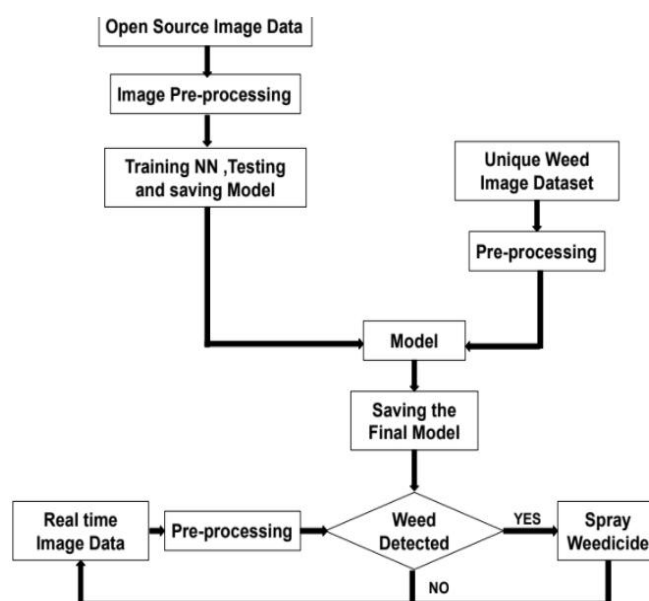 Open Source Image Data
Image Pre-processing
Training NN ,Testing
and saving Model
Unique Weed
Image Dataset
Pre-processing
Model
Saving the
Final Model
Real time
Image Data
Pre-processing
Weed
Detected
YES
Spray
Weedicide
NO